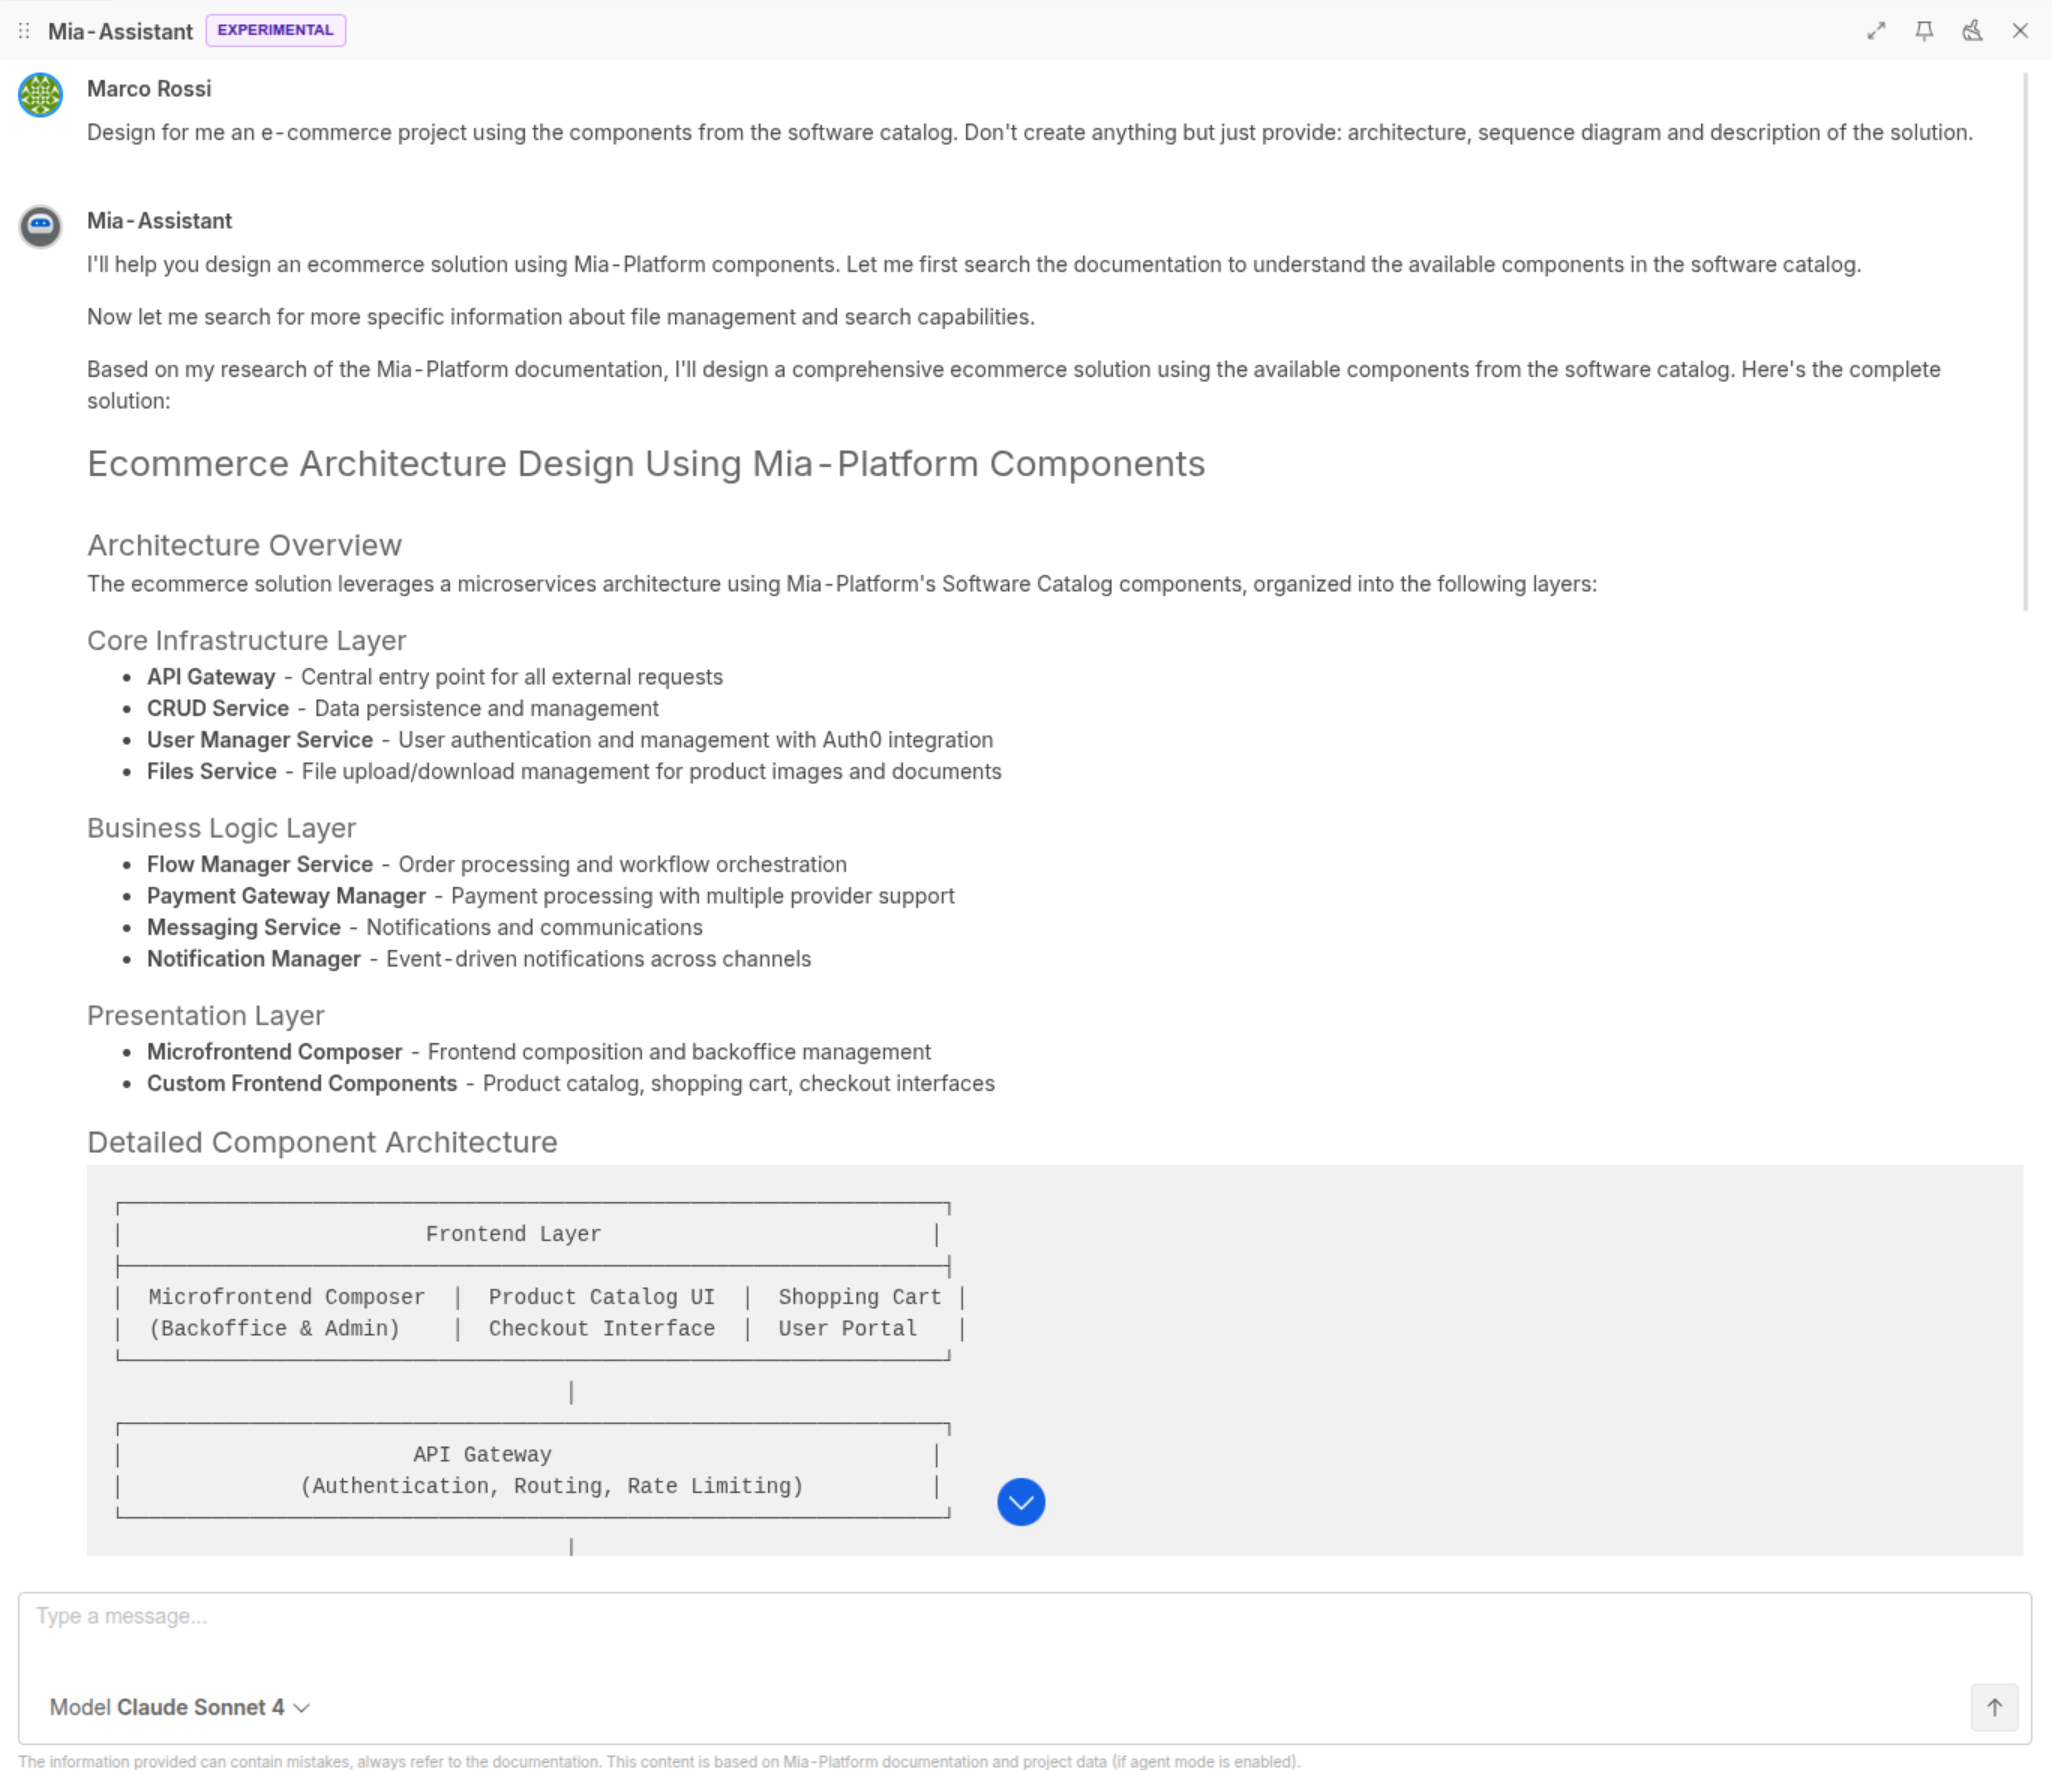 Mia-Assistant EXPERIMENTAL
Marco Rossi
Design for me an e-commerce project using the components from the software catalog. Don't create anything but just provide: architecture, sequence diagram and description of the solution.
Mia-Assistant
I'll help you design an ecommerce solution using Mia-Platform components. Let me first search the documentation to understand the available components in the software catalog.
Now let me search for more specific information about file management and search capabilities.
Based on my research of the Mia-Platform documentation, I'll design a comprehensive ecommerce solution using the available components from the software catalog. Here's the complete
solution:
Ecommerce Architecture Design Using Mia-Platform Components
Architecture Overview
The ecommerce solution leverages a microservices architecture using Mia-Platform's Software Catalog components, organized into the following layers:
Core Infrastructure Layer
• API Gateway - Central entry point for all external requests
• CRUD Service - Data persistence and management
• User Manager Service - User authentication and management with Auth0 integration
• Files Service - File upload/download management for product images and documents
Business Logic Layer
• Flow Manager Service - Order processing and workflow orchestration
• Payment Gateway Manager - Payment processing with multiple provider support
• Messaging Service - Notifications and communications
• Notification Manager - Event-driven notifications across channels
Presentation Layer
• Microfrontend Composer - Frontend composition and backoffice management
• Custom Frontend Components - Product catalog, shopping cart, checkout interfaces
Detailed Component Architecture
Frontend Layer
Microfrontend Composer │ Product Catalog UI │ Shopping Cart
(Backoffice & Admin) │ Checkout Interface │ User Portal
API Gateway
(Authentication, Routing, Rate Limiting)
Type a message...
Model Claude Sonnet 4
The information provided can contain mistakes, always refer to the documentation. This content is based on Mia-Platform documentation and project data (if agent mode is enabled).